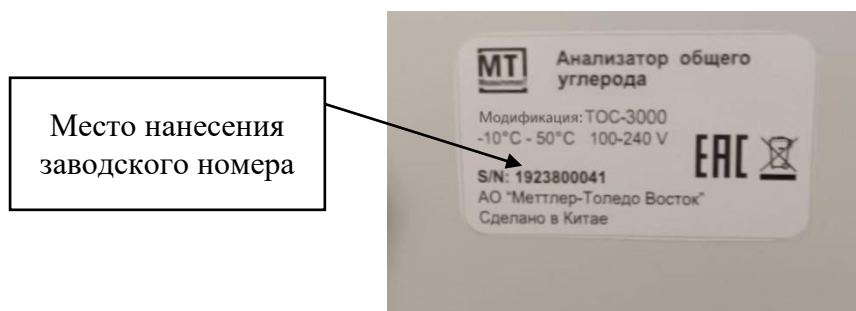 Место нанесения
заводского номера
MT
Анализатор общего
углерода
Модификация: TOC-3000
-10°C - 50°C 100-240 V
EAC
S/N: 1923800041
АО "Меттлер-Толедо Восток"
Сделано в Китае